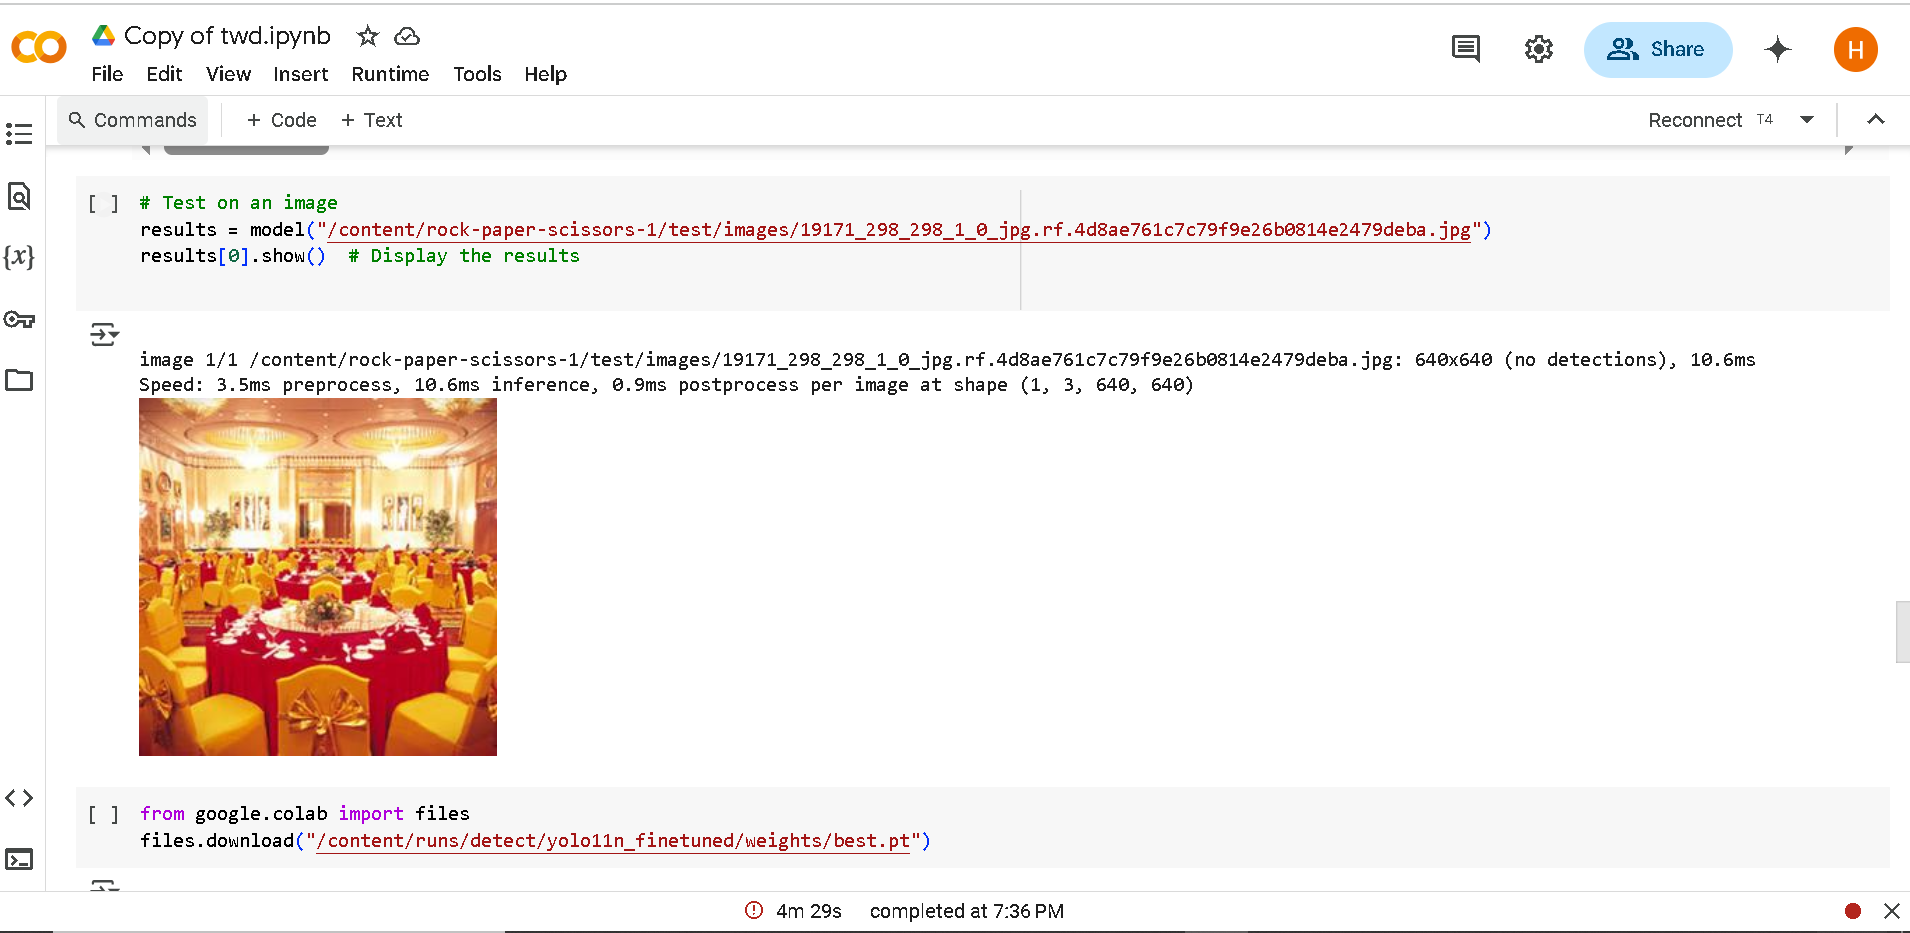 Copy of twd.ipynb
File Edit View Insert Runtime Tools Help
Share
H
Commands + Code + Text
Reconnect T4
[ ] # Test on an image
results = model("/content/rock-paper-scissors-1/test/images/19171_298_298_1_0_jpg.rf.4d8ae761c7c79f9e26b0814e2479deba.jpg")
results[0].show()  # Display the results
image 1/1 /content/rock-paper-scissors-1/test/images/19171_298_298_1_0_jpg.rf.4d8ae761c7c79f9e26b0814e2479deba.jpg: 640x640 (no detections), 10.6ms
Speed: 3.5ms preprocess, 10.6ms inference, 0.9ms postprocess per image at shape (1, 3, 640, 640)
[ ] from google.colab import files
files.download("/content/runs/detect/yolo11n_finetuned/weights/best.pt")
4m 29s completed at 7:36 PM